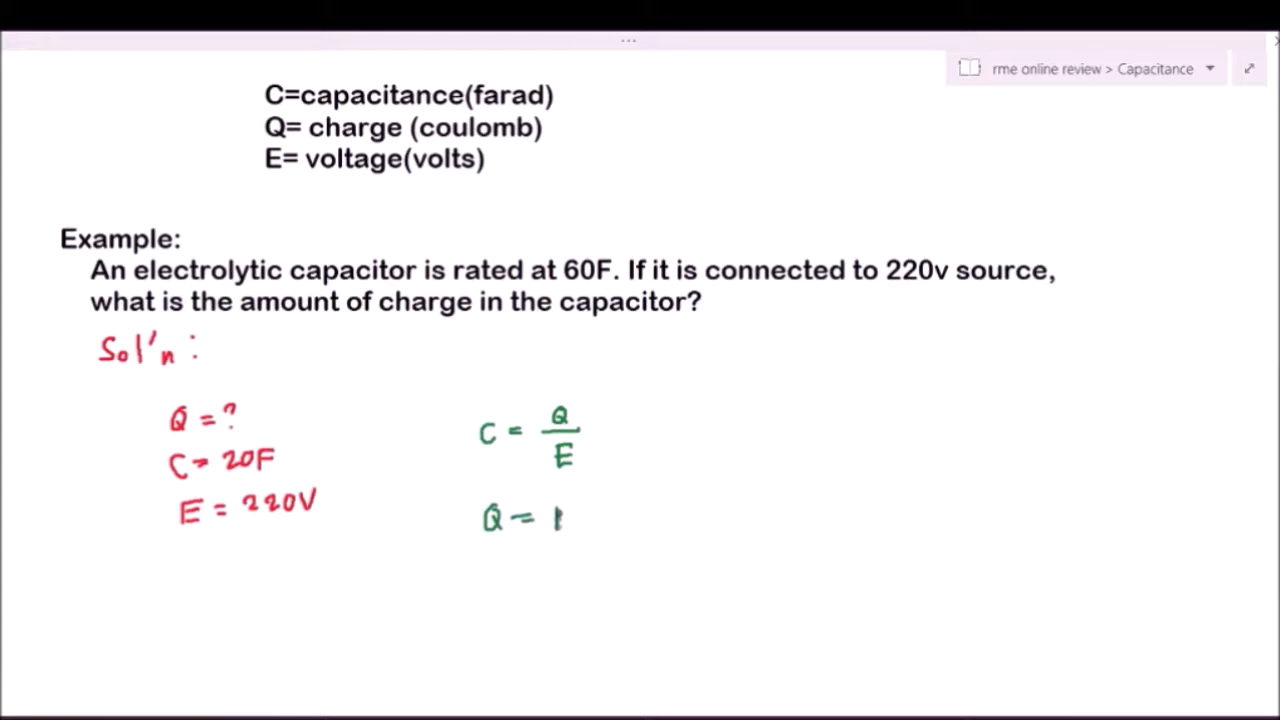 ...
rme online review > Capacitance
C=capacitance(farad)
Q= charge (coulomb)
E= voltage(volts)
Example:
An electrolytic capacitor is rated at 60F. If it is connected to 220v source,
what is the amount of charge in the capacitor?
Sol'n :
Q = ?
C = 20F
E = 220V
C = Q
E
Q =